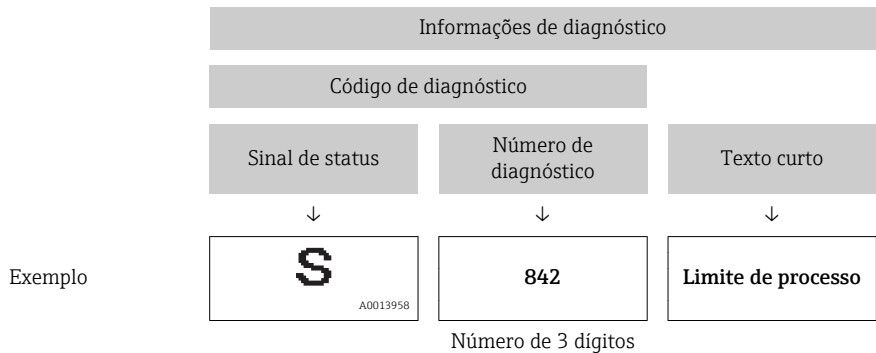 Informações de diagnóstico
Código de diagnóstico
Sinal de status
Número de
diagnóstico
Texto curto
↓ ↓ ↓
Exemplo
S
A0013958
842
Limite de processo
Número de 3 dígitos